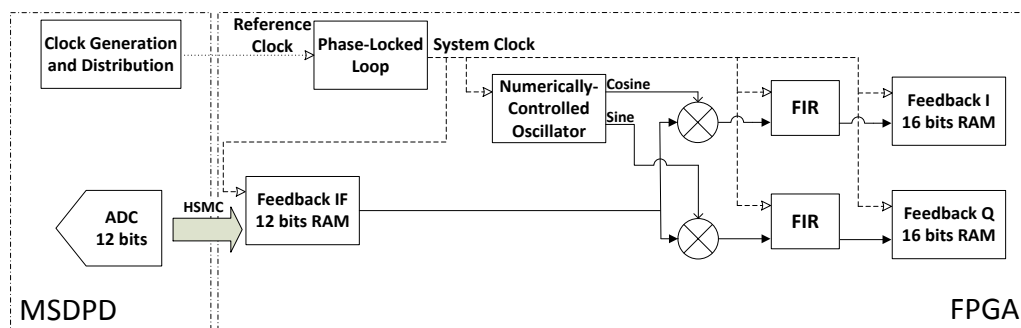 Clock Generation
and Distribution
Reference
Clock
Phase-Locked
Loop
System Clock
Numerically-
Controlled
Oscillator
Cosine
Sine
FIR
Feedback I
16 bits RAM
ADC
12 bits
HSMC
Feedback IF
12 bits RAM
FIR
Feedback Q
16 bits RAM
MSDPD
FPGA